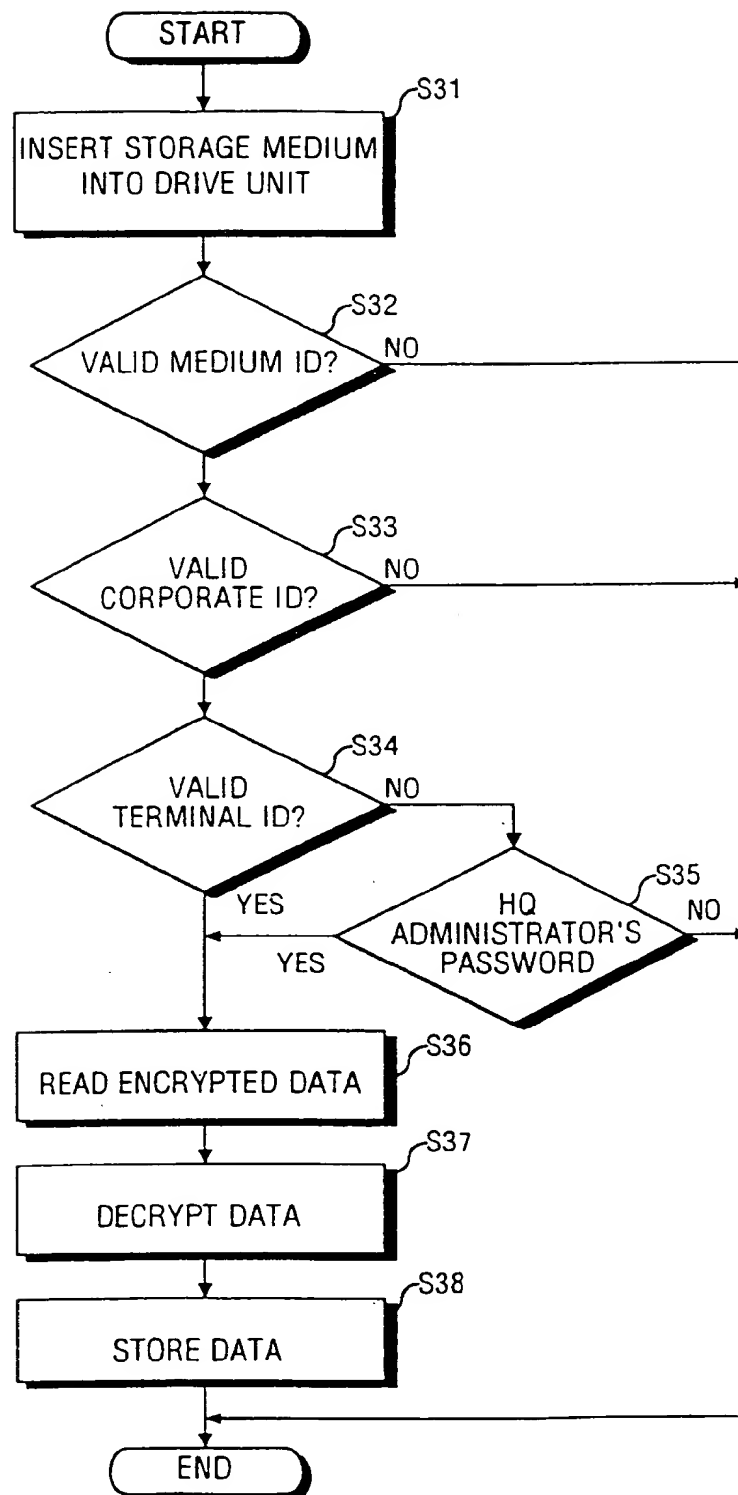 START
S31
INSERT STORAGE MEDIUM
INTO DRIVE UNIT
S32
VALID MEDIUM ID?
NO
S33
VALID
CORPORATE ID?
NO
S34
VALID
TERMINAL ID?
NO
YES
S35
HQ
ADMINISTRATOR'S
PASSWORD
NO
YES
S36
READ ENCRYPTED DATA
S37
DECRYPT DATA
S38
STORE DATA
END